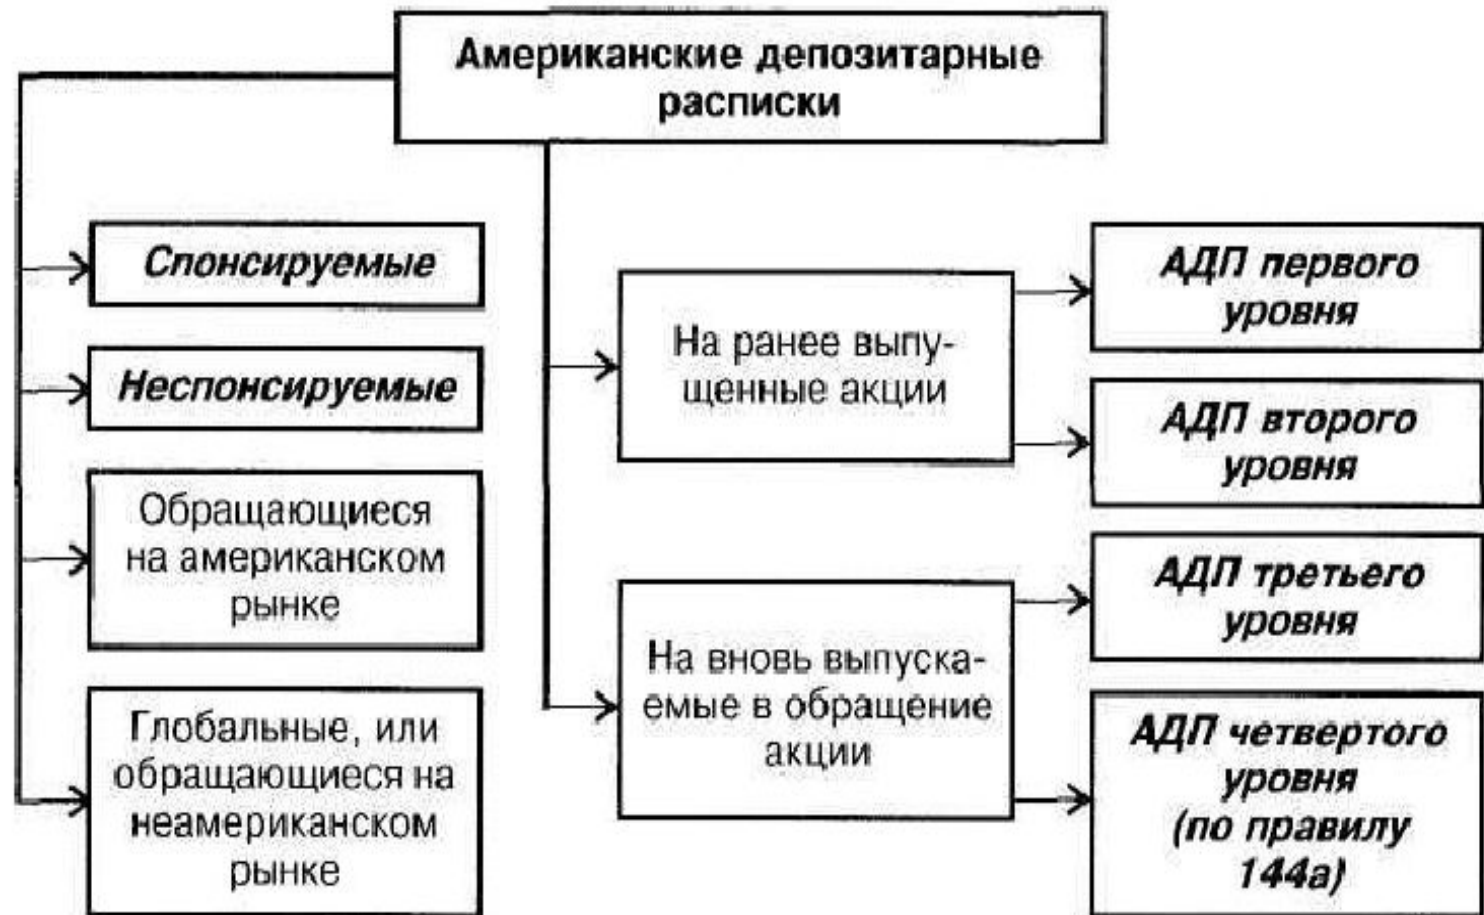 Американские депозитарные
расписки
Спонсируемые
Неспонсируемые
Обращающиеся
на американском
рынке
Глобальные, или
обращающиеся на
неамериканском
рынке
На ранее выпу-
щенные акции
На вновь выпуска-
емые в обращение
акции
АДП первого
уровня
АДП второго
уровня
АДП третьего
уровня
АДП четвертого
уровня
(по правилу
144а)